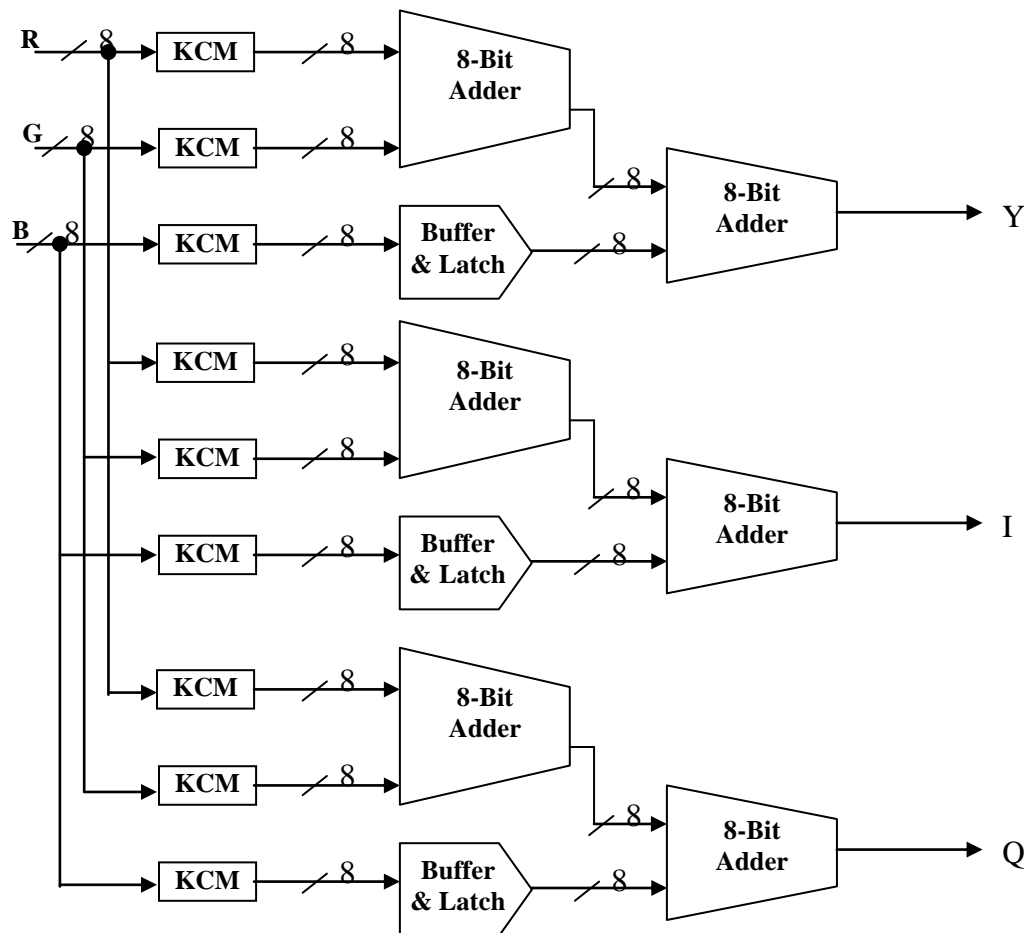 R 8 KCM 8
8-Bit
Adder
G 8 KCM 8
8 8-Bit
Adder
Y
B 8 KCM 8
Buffer
& Latch
8
KCM 8
8-Bit
Adder
KCM 8
8 8-Bit
Adder
I
KCM 8
Buffer
& Latch
8
KCM 8
8-Bit
Adder
KCM 8
8 8-Bit
Adder
Q
KCM 8
Buffer
& Latch
8